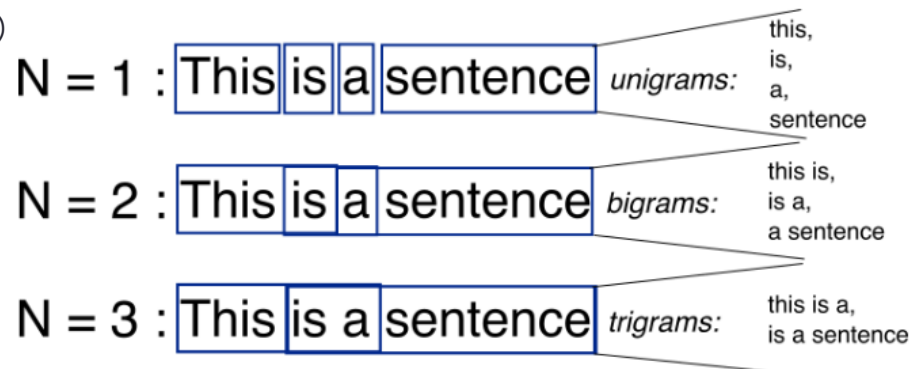 )
N = 1 : This is a sentence unigrams:
this,
is,
a,
sentence
N = 2 : This is a sentence bigrams:
this is,
is a,
a sentence
N = 3 : This is a sentence trigrams:
this is a,
is a sentence